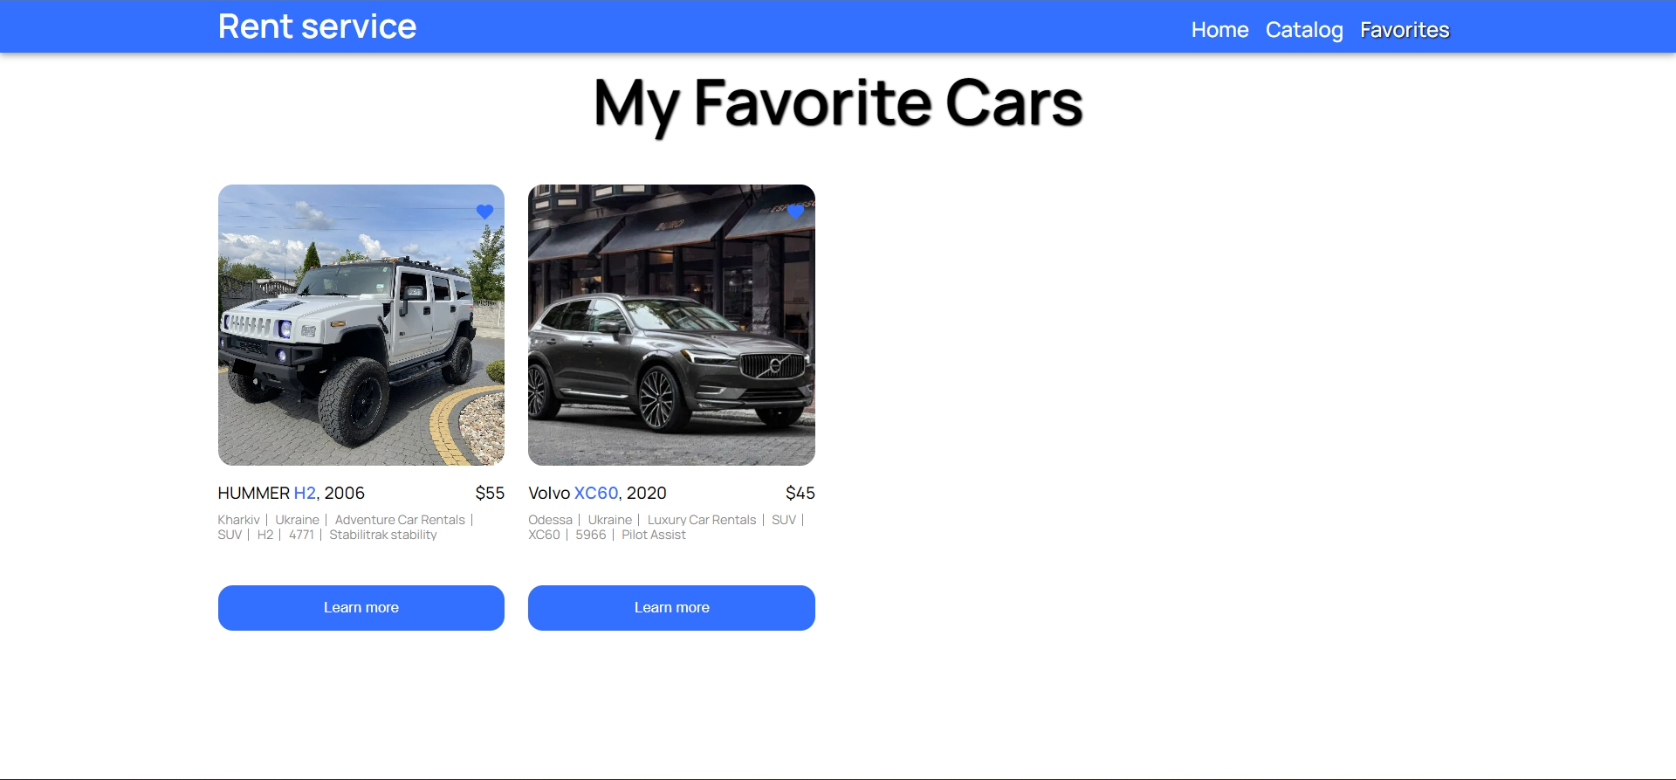 Rent service
Home Catalog Favorites
My Favorite Cars
HUMMER H2, 2006
$55
Kharkiv | Ukraine | Adventure Car Rentals |
SUV | H2 | 4771 | Stabilitrak stability
Learn more
Volvo XC60, 2020
$45
Odessa | Ukraine | Luxury Car Rentals | SUV |
XC60 | 5966 | Pilot Assist
Learn more